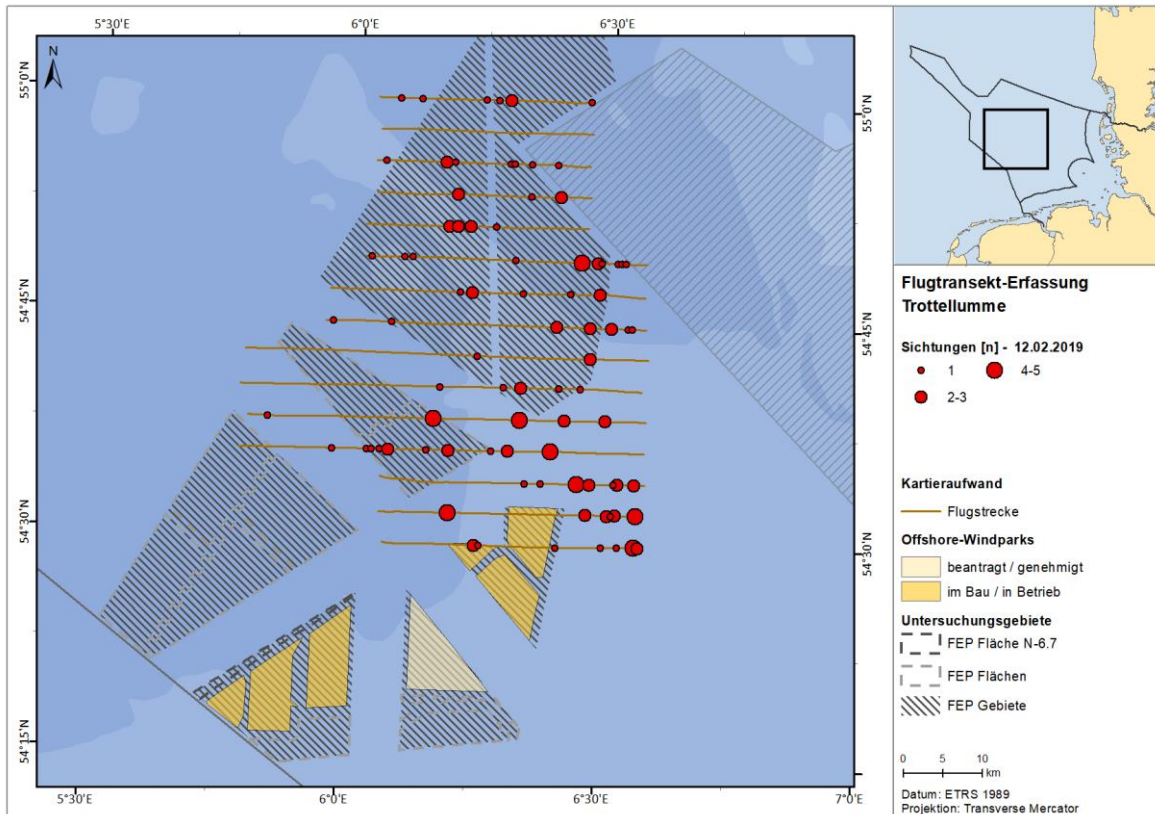 5°30'E
6°0'E
6°30'E
N
55°0'N
54°45'N
54°30'N
54°15'N
55°0'N
54°45'N
54°30'N
5°30'E
6°0'E
6°30'E
7°0'E
Flugtransekt-Erfassung
Trottellumme
Sichtungen [n] - 12.02.2019
1
4-5
2-3
Kartieraufwand
Flugstrecke
Offshore-Windparks
beantragt / genehmigt
im Bau / in Betrieb
Untersuchungsgebiete
FEP Fläche N-6.7
FEP Flächen
FEP Gebiete
0 5 10
km
Datum: ETRS 1989
Projektion: Transverse Mercator